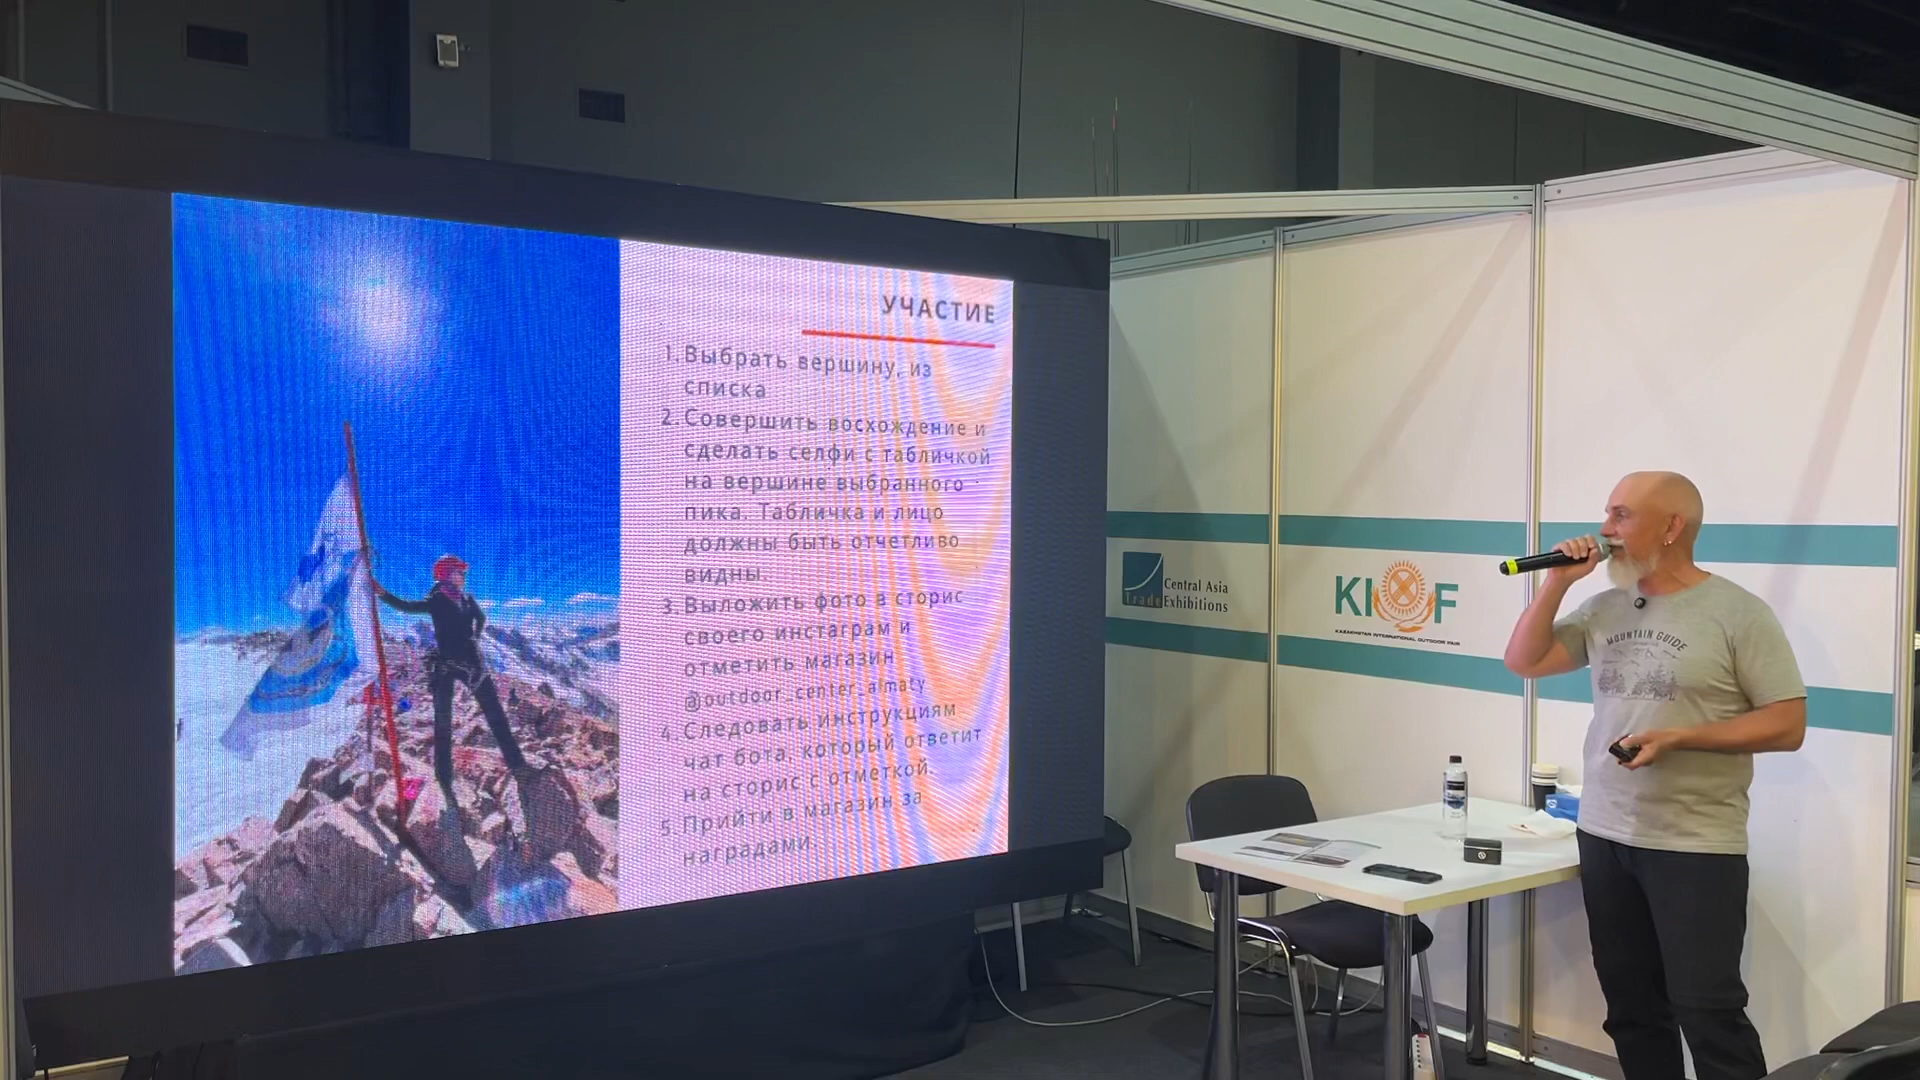 УЧАСТИЕ
1. Выбрать вершину, из
списка
2. Совершить восхождение и
сделать селфи с табличкой
на вершине выбранного
пика. Табличка и лицо
должны быть отчетливо
видны.
3. Выложить фото в сторис
своего инстаграм и
отметить магазин
@outdoor_center_almaty
4. Следовать инструкциям
чат бота, который ответит
на сторис с отметкой.
5. Прийти в магазин за
наградами.
Central Asia
Trade Exhibitions
KI F
KAZAKHSTAN INTERNATIONAL OUTDOOR FAIR
MOUNTAIN GUIDE